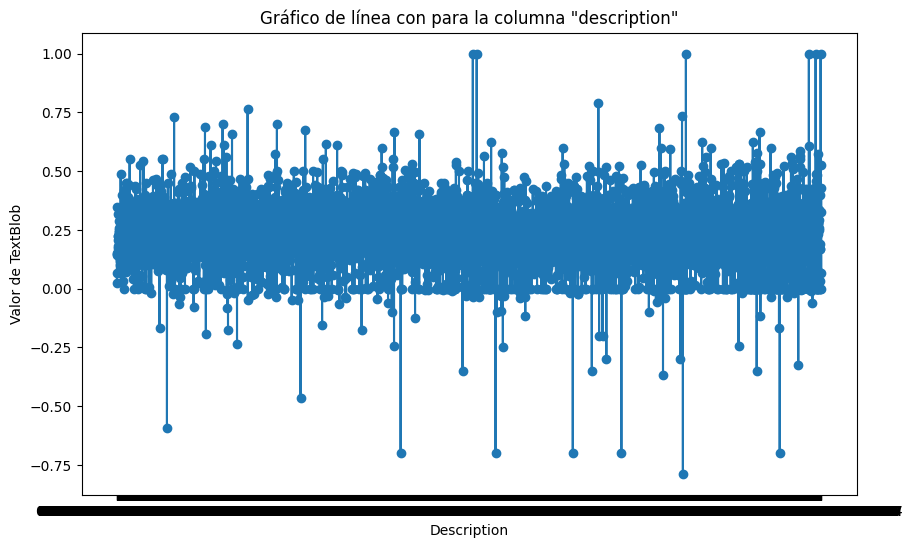 Gráfico de línea con para la columna "description"
1.00
0.75
0.50
0.25
0.00
−0.25
−0.50
−0.75
Valor de TextBlob
Description